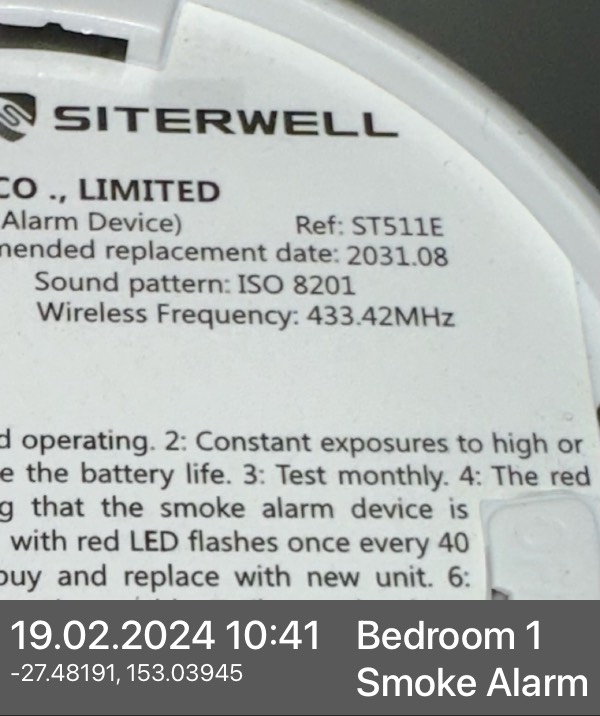 SITERWELL
CO ., LIMITED
Alarm Device) Ref: ST511E
mended replacement date: 2031.08
Sound pattern: ISO 8201
Wireless Frequency: 433.42MHz
d operating. 2: Constant exposures to high or
e the battery life. 3: Test monthly. 4: The red
g that the smoke alarm device is
with red LED flashes once every 40
buy and replace with new unit. 6:
19.02.2024 10:41 Bedroom 1
-27.48191, 153.03945 Smoke Alarm